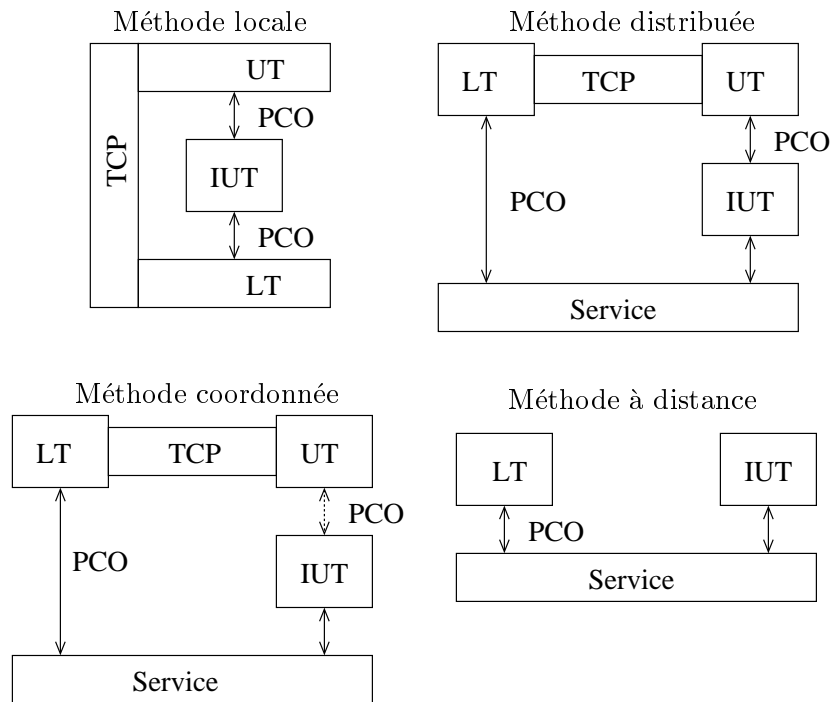 Méthode locale
UT
PCO
TCP
IUT
PCO
LT
Méthode distribuée
LT
TCP
UT
PCO
PCO
IUT
Service
Méthode coordonnée
LT
TCP
UT
PCO
PCO
IUT
Service
Méthode à distance
LT
IUT
PCO
Service